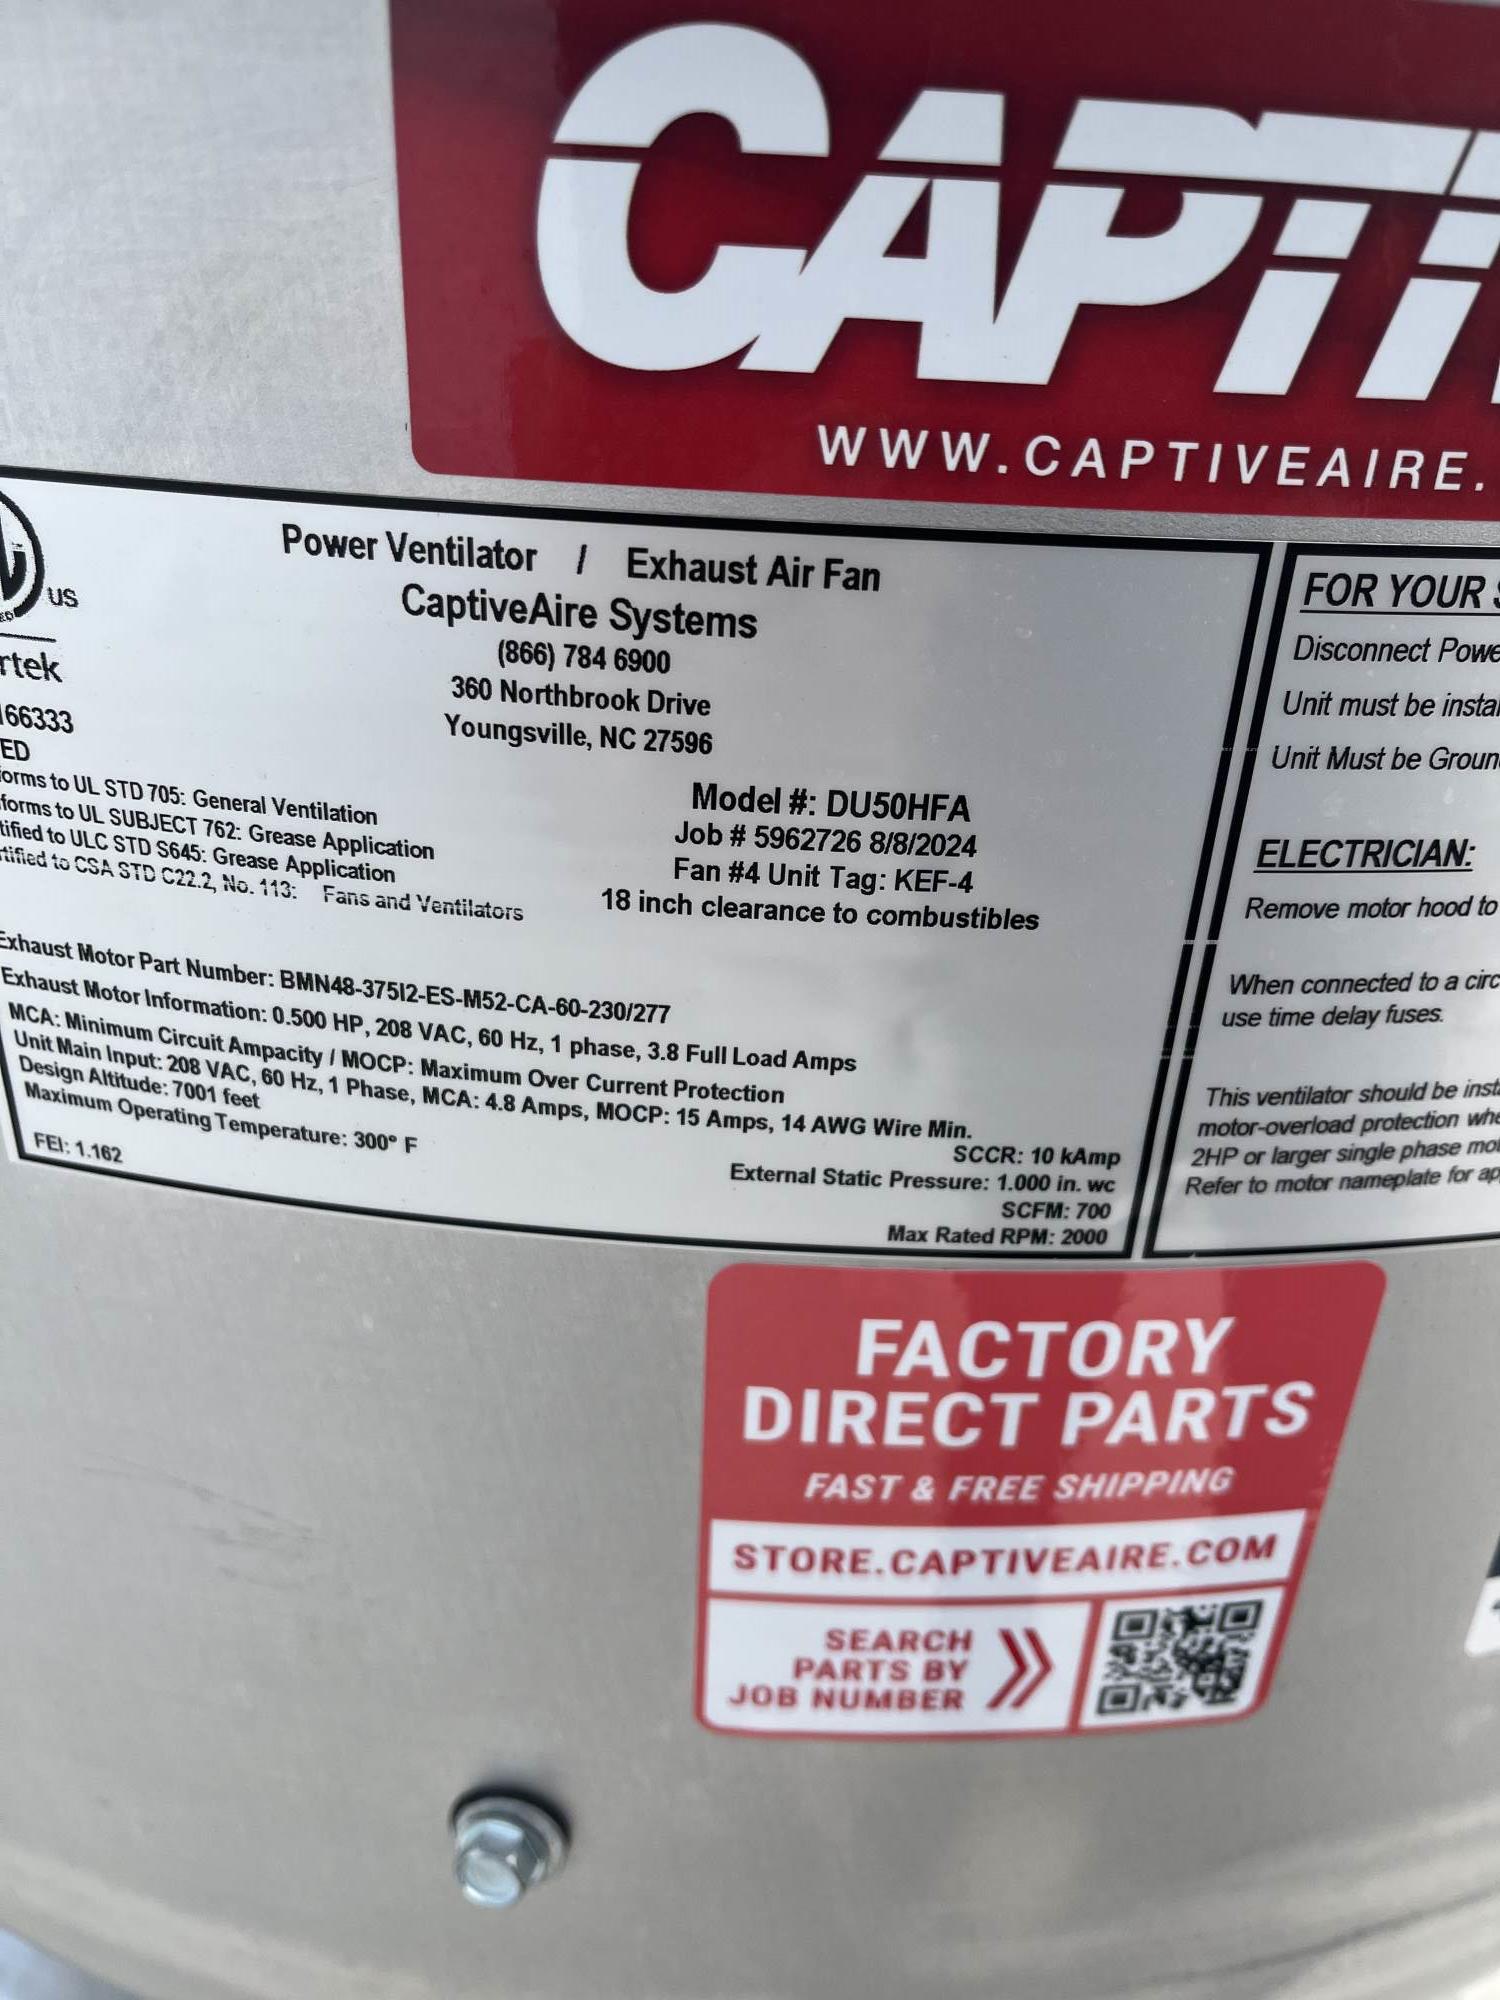 CAPTI
WWW.CAPTIVEAIRE.
US
rtek
166333
ED
Power Ventilator / Exhaust Air Fan
CaptiveAire Systems
(866) 784 6900
360 Northbrook Drive
Youngsville, NC 27596
forms to UL STD 705: General Ventilation
forms to UL SUBJECT 762: Grease Application
tified to ULC STD S645: Grease Application
rtified to CSA STD C22.2, No. 113: Fans and Ventilators
Model #: DU50HFA
Job # 5962726 8/8/2024
Fan #4 Unit Tag: KEF-4
18 inch clearance to combustibles
Exhaust Motor Part Number: BMN48-375I2-ES-M52-CA-60-230/277
Exhaust Motor Information: 0.500 HP, 208 VAC, 60 Hz, 1 phase, 3.8 Full Load Amps
MCA: Minimum Circuit Ampacity / MOCP: Maximum Over Current Protection
Unit Main Input: 208 VAC, 60 Hz, 1 Phase, MCA: 4.8 Amps, MOCP: 15 Amps, 14 AWG Wire Min.
Design Altitude: 7001 feet
Maximum Operating Temperature: 300° F
FEI: 1.162
SCCR: 10 kAmp
External Static Pressure: 1.000 in. wc
SCFM: 700
Max Rated RPM: 2000
FOR YOUR S
Disconnect Powe
Unit must be instal
Unit Must be Groun
ELECTRICIAN:
Remove motor hood to
When connected to a circ
use time delay fuses.
This ventilator should be inst
motor-overload protection whe
2HP or larger single phase mo
Refer to motor nameplate for ap
FACTORY
DIRECT PARTS
FAST & FREE SHIPPING
STORE.CAPTIVEAIRE.COM
SEARCH
PARTS BY
JOB NUMBER